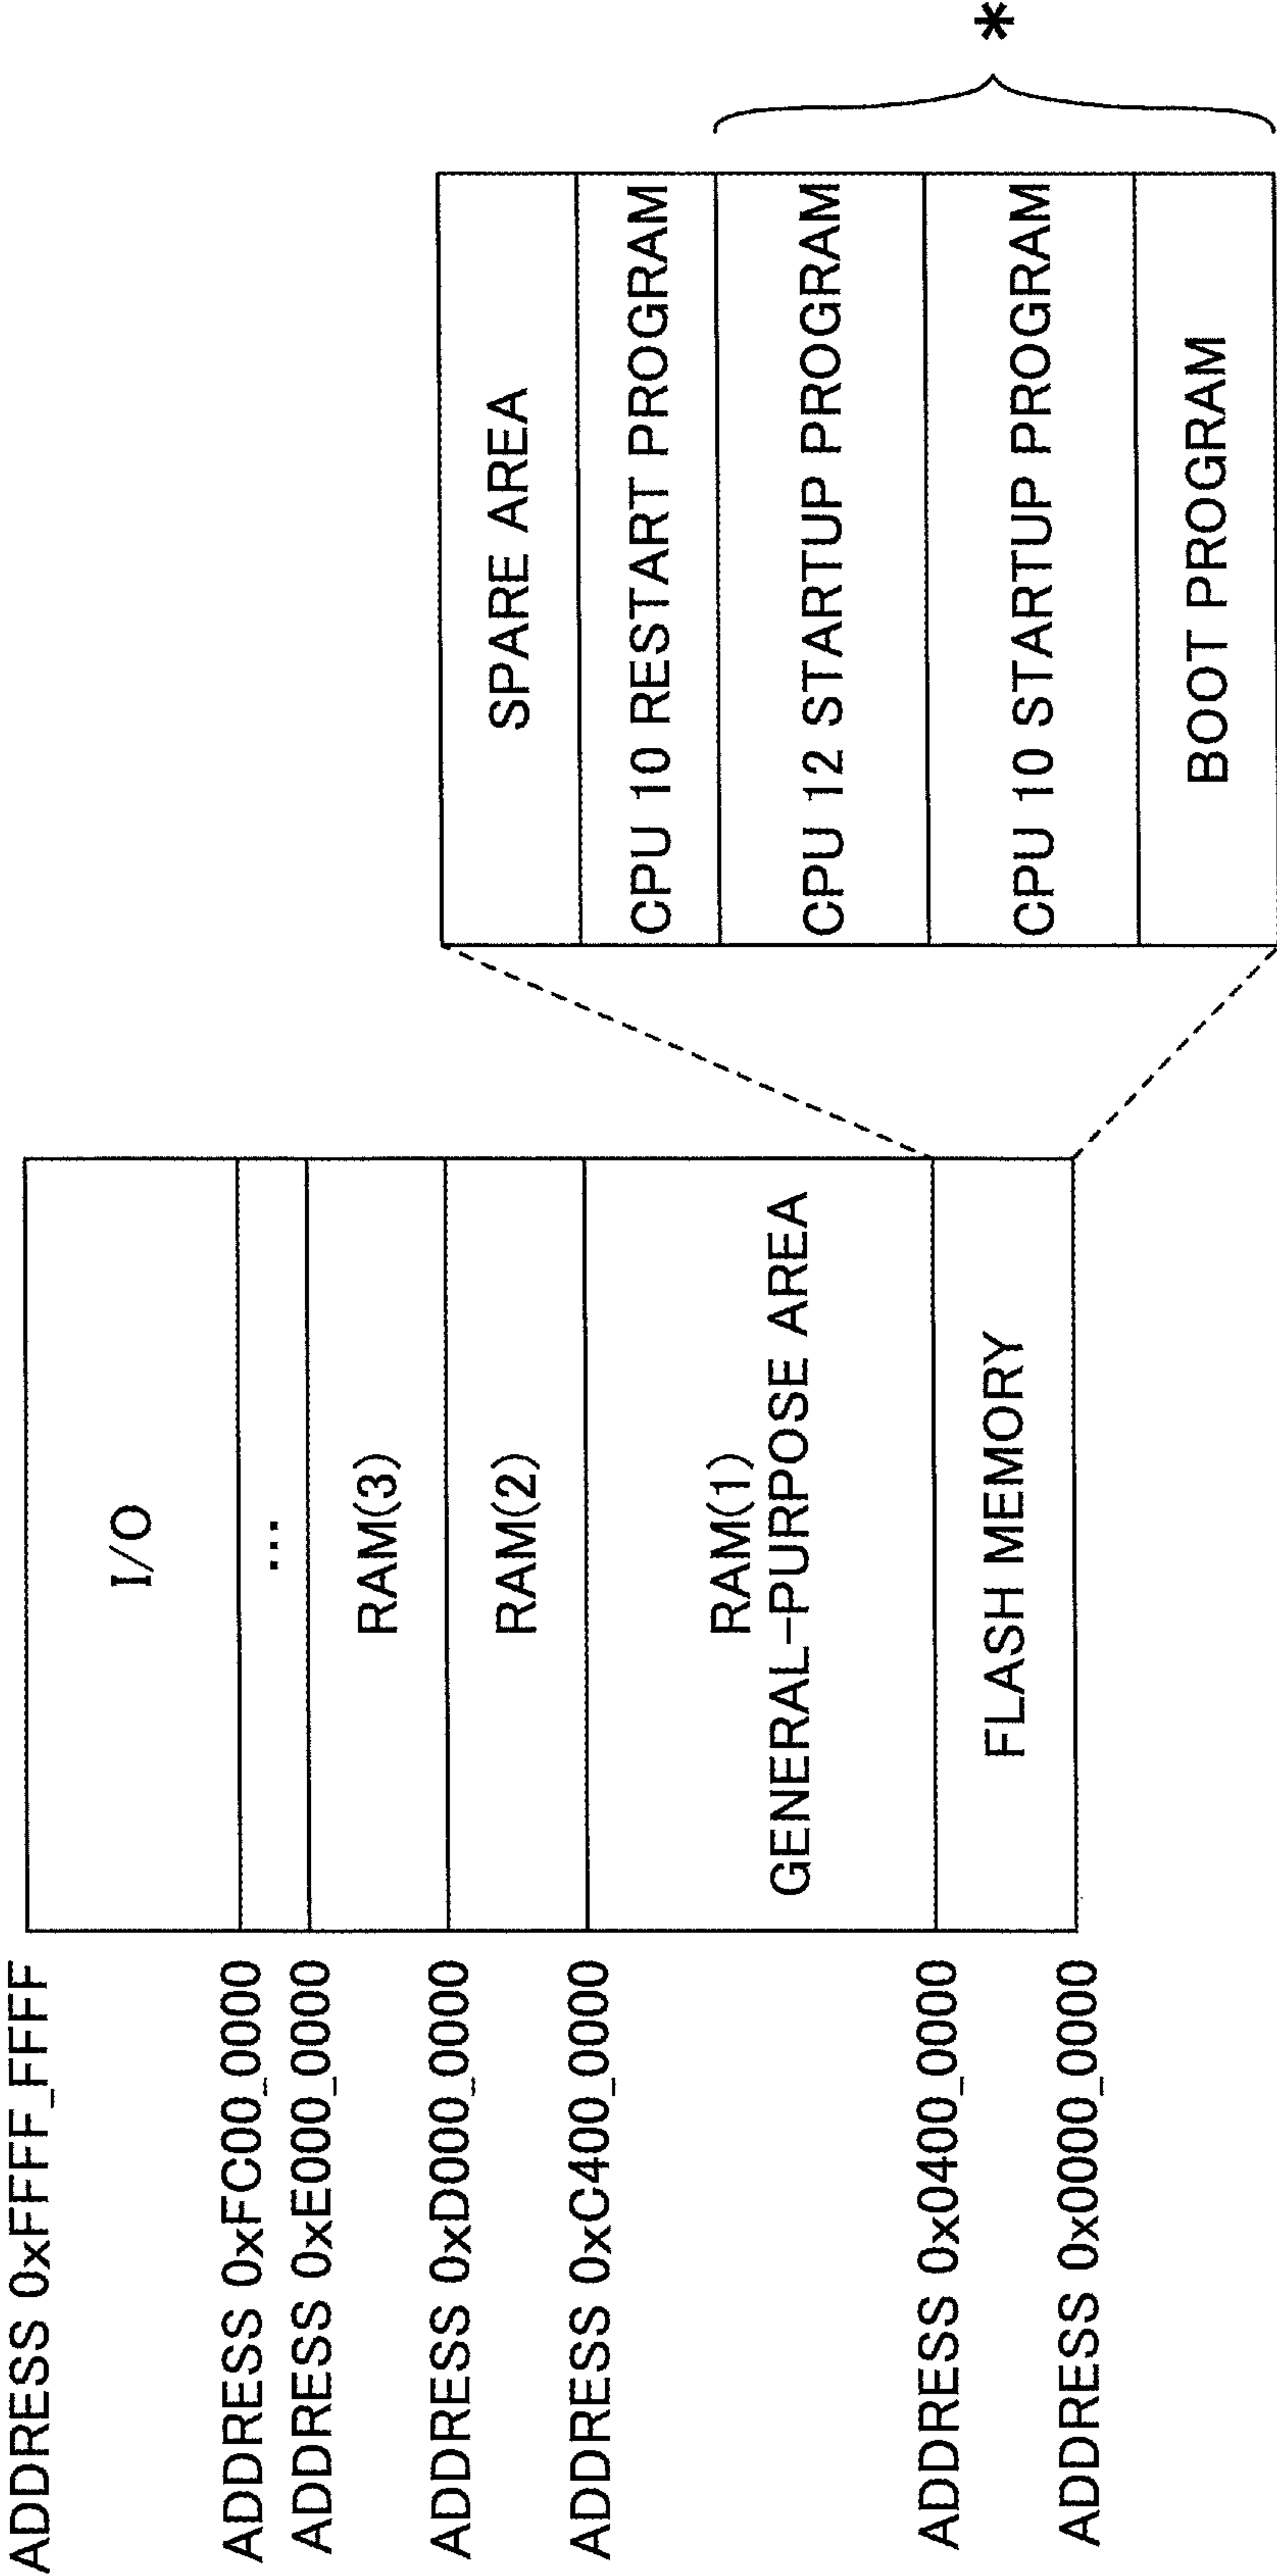 ADDRESS 0xFFFF_FFFF
I/O
ADDRESS 0xFC00_0000
...
ADDRESS 0xE000_0000
RAM(3)
ADDRESS 0xD000_0000
RAM(2)
ADDRESS 0xC400_0000
RAM(1)
GENERAL-PURPOSE AREA
ADDRESS 0x0400_0000
FLASH MEMORY
ADDRESS 0x0000_0000
SPARE AREA
CPU 10 RESTART PROGRAM
CPU 12 STARTUP PROGRAM
CPU 10 STARTUP PROGRAM
BOOT PROGRAM
*